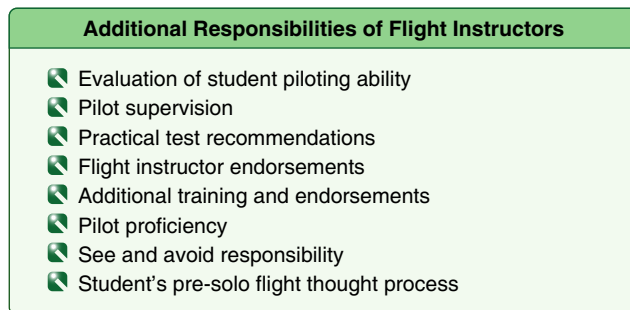 Additional Responsibilities of Flight Instructors
Evaluation of student piloting ability
Pilot supervision
Practical test recommendations
Flight instructor endorsements
Additional training and endorsements
Pilot proficiency
See and avoid responsibility
Student's pre-solo flight thought process